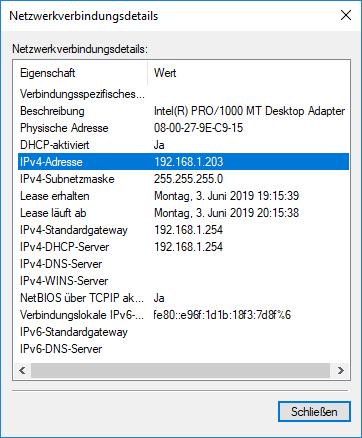 Netzwerkverbindungsdetails
Netzwerkverbindungsdetails:
Eigenschaft Wert
Verbindungsspezifisches...
Beschreibung Intel(R) PRO/1000 MT Desktop Adapter
Physische Adresse 08-00-27-9E-C9-15
DHCP-aktiviert Ja
IPv4-Adresse 192.168.1.203
IPv4-Subnetzmaske 255.255.255.0
Lease erhalten Montag, 3. Juni 2019 19:15:39
Lease läuft ab Montag, 3. Juni 2019 20:15:38
IPv4-Standardgateway 192.168.1.254
IPv4-DHCP-Server 192.168.1.254
IPv4-DNS-Server
IPv4-WINS-Server
NetBIOS über TCPIP ak... Ja
Verbindungslokale IPv6-... fe80::e96f:1d1b:18f3:7d8f%6
IPv6-Standardgateway
IPv6-DNS-Server
Schließen